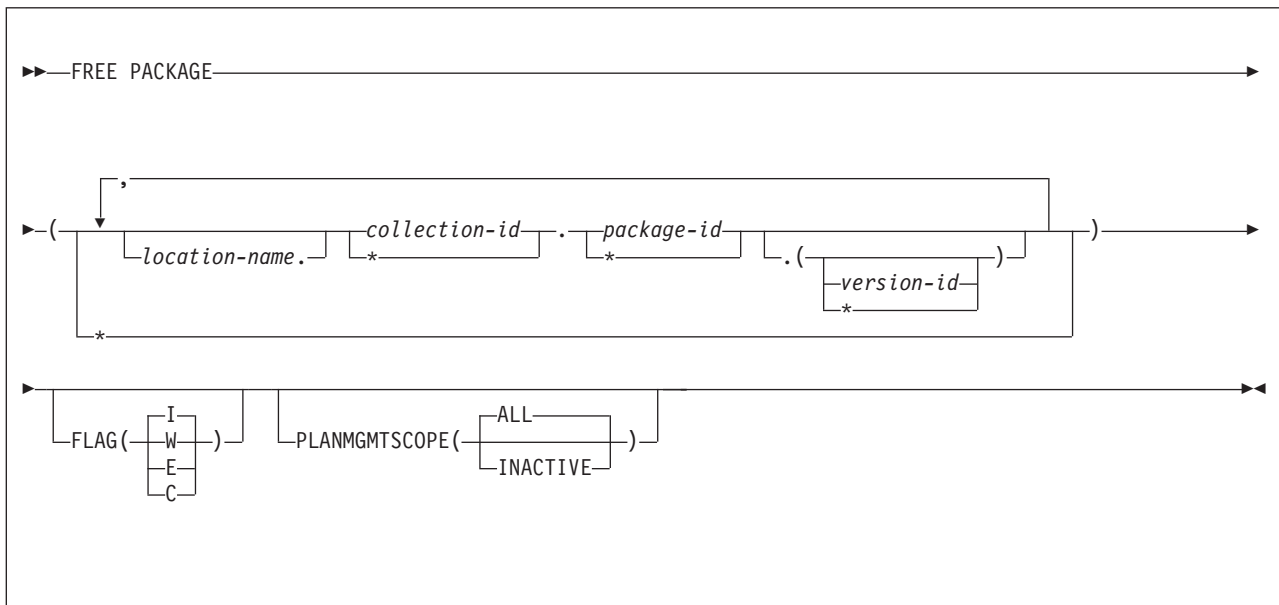 FREE PACKAGE
,
( location-name. collection-id . package-id .( version-id ) )
* * *
*
FLAG( I ) PLANMGMTSCOPE( ALL )
W INACTIVE
E
C